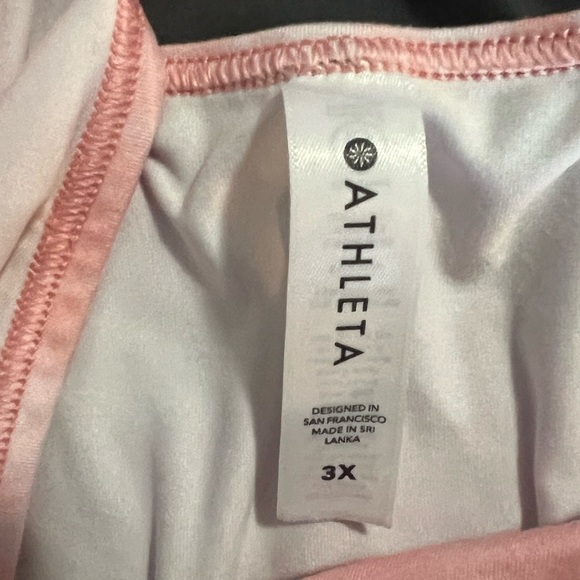 ATHLETA
DESIGNED IN
SAN FRANCISCO
MADE IN SRI
LANKA
3X